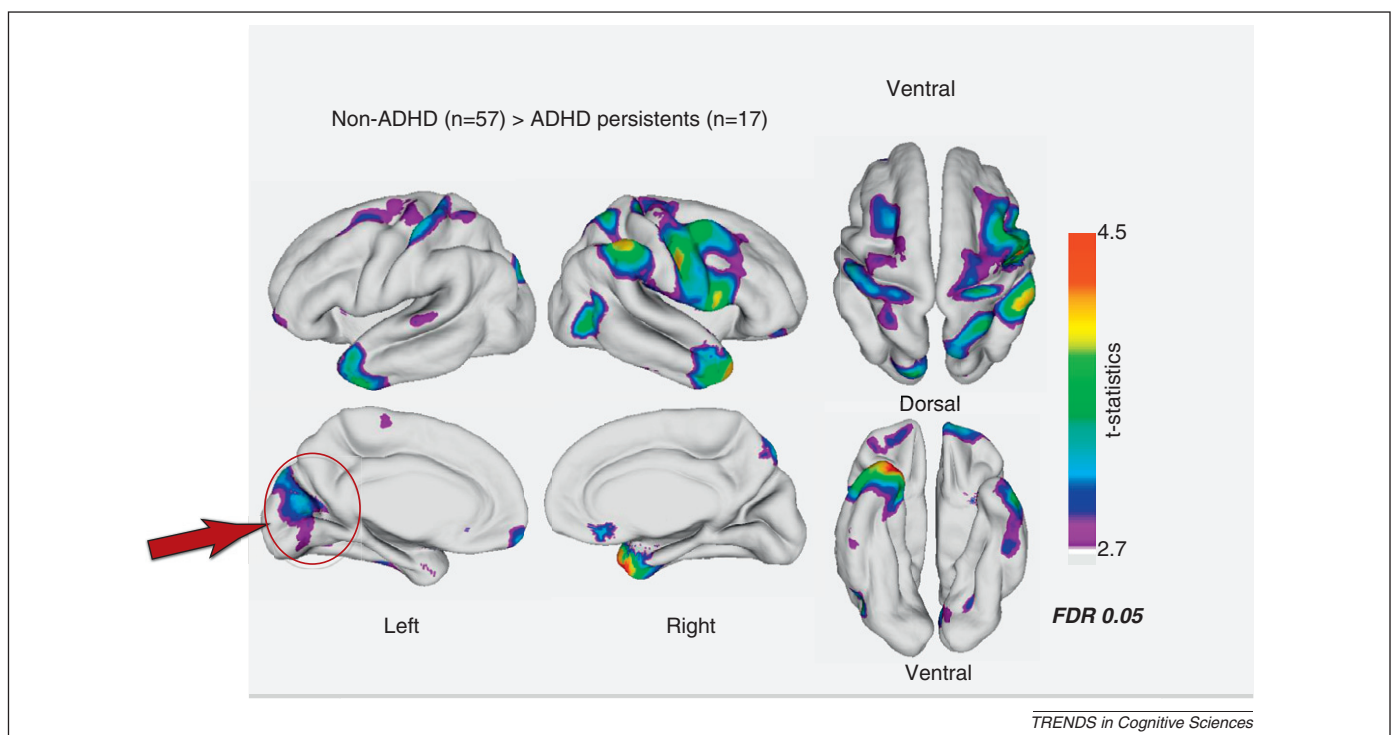 Ventral
Non-ADHD (n=57) > ADHD persistents (n=17)
4.5
t-statistics
2.7
Dorsal
FDR 0.05
Left
Right
Ventral
TRENDS in Cognitive Sciences